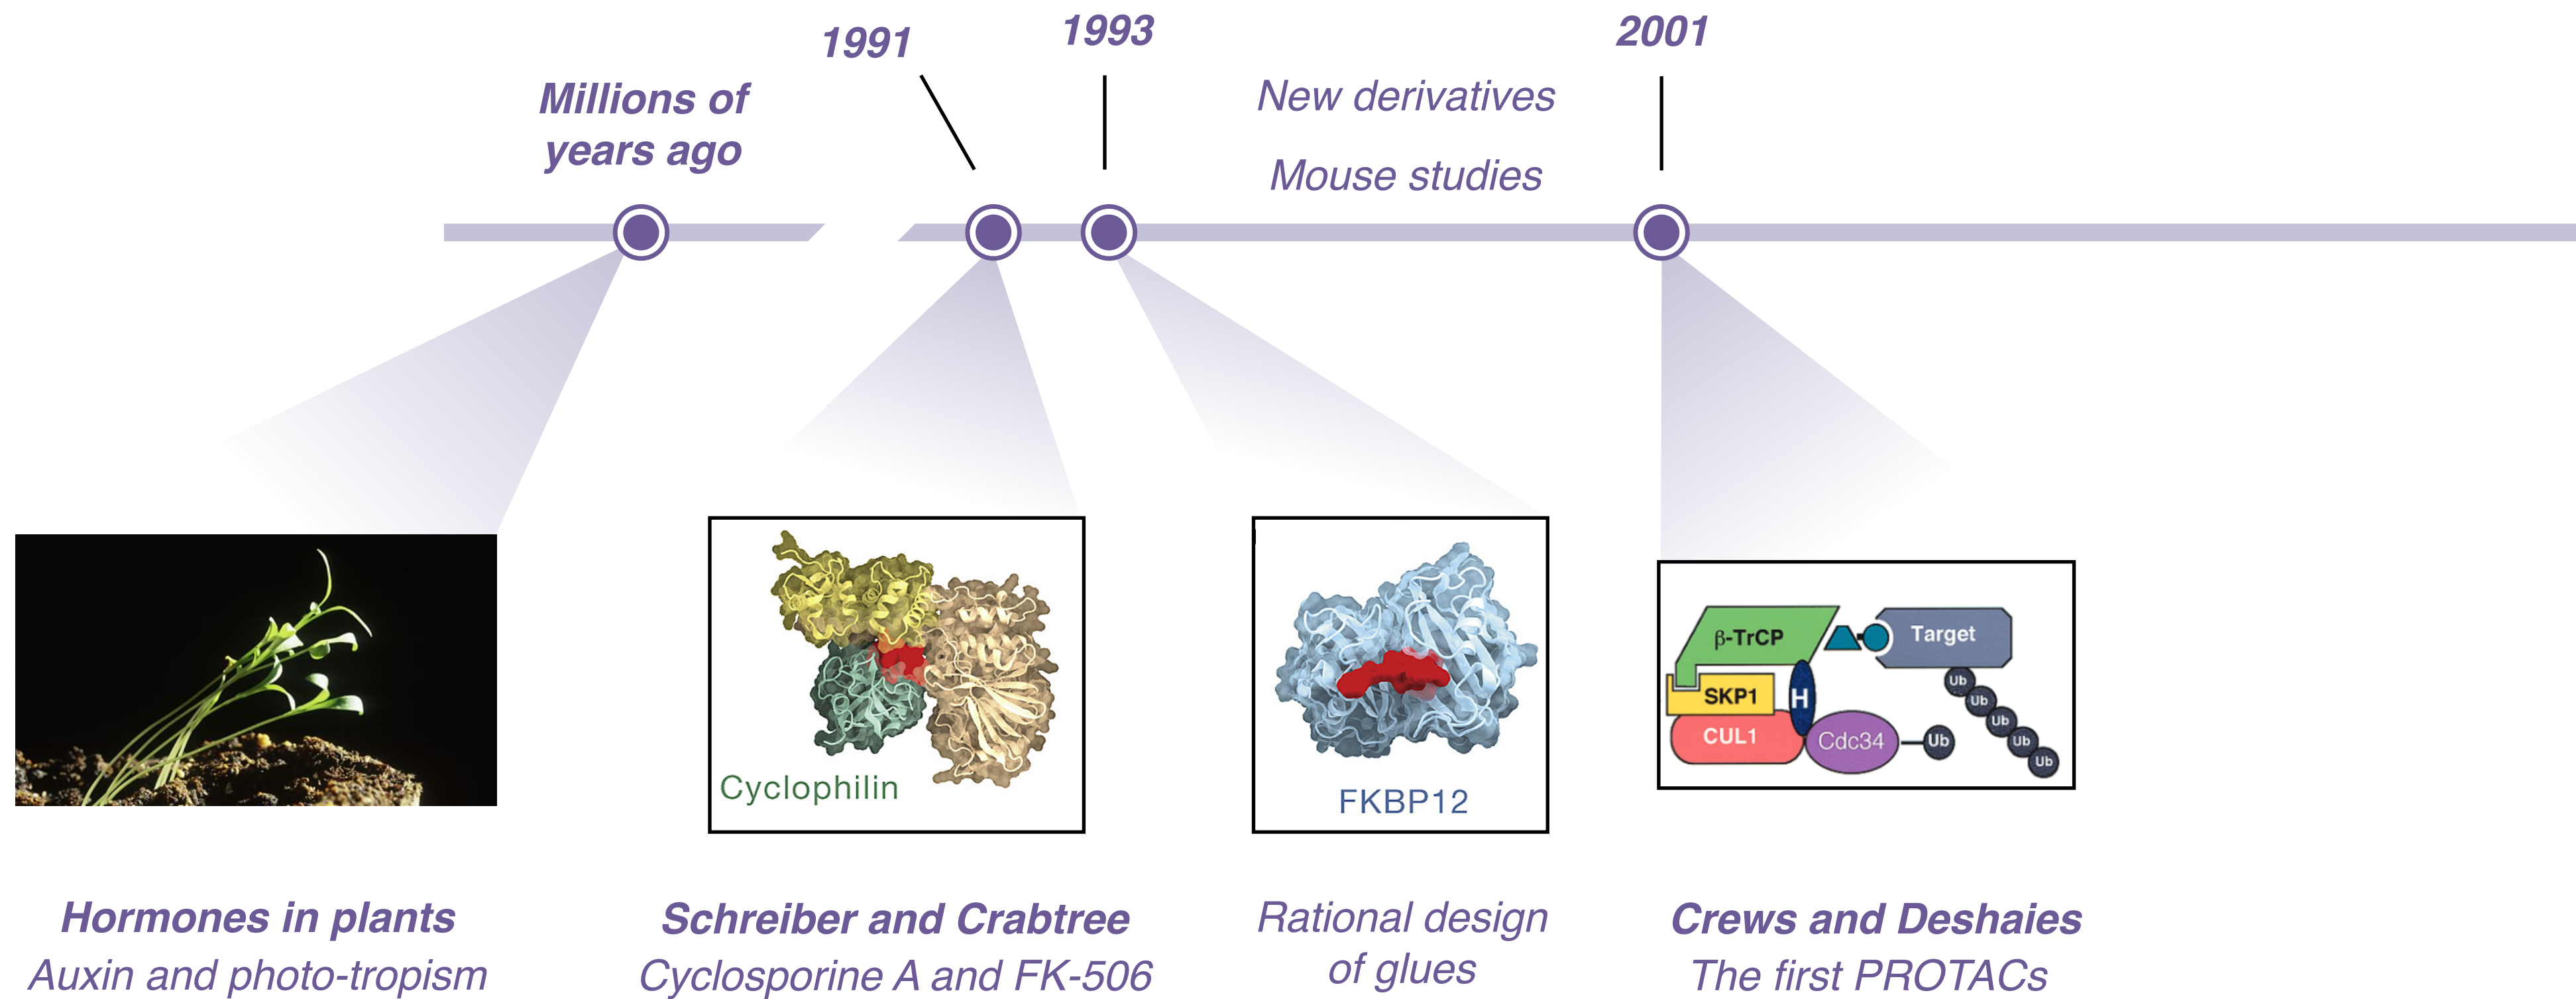 1991
1993
2001
Millions of
years ago
New derivatives
Mouse studies
Cyclophilin
FKBP12
β-TrCP
Target
SKP1
H
CUL1
Cdc34
Ub
Ub
Ub
Ub
Ub
Ub
Hormones in plants
Auxin and photo-tropism
Schreiber and Crabtree
Cyclosporine A and FK-506
Rational design
of glues
Crews and Deshaies
The first PROTACs